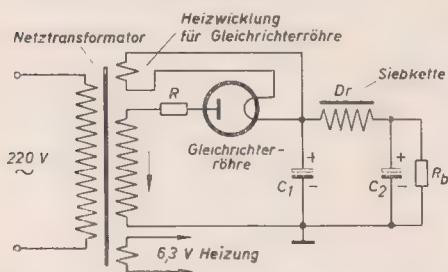 Heizwicklung
für Gleichrichterröhre
Netztransformator
Siebkette
R
Dr
Gleichrichter-
röhre
220 V
~
+
-
C1
+
-
C2
Rb
6,3 V Heizung